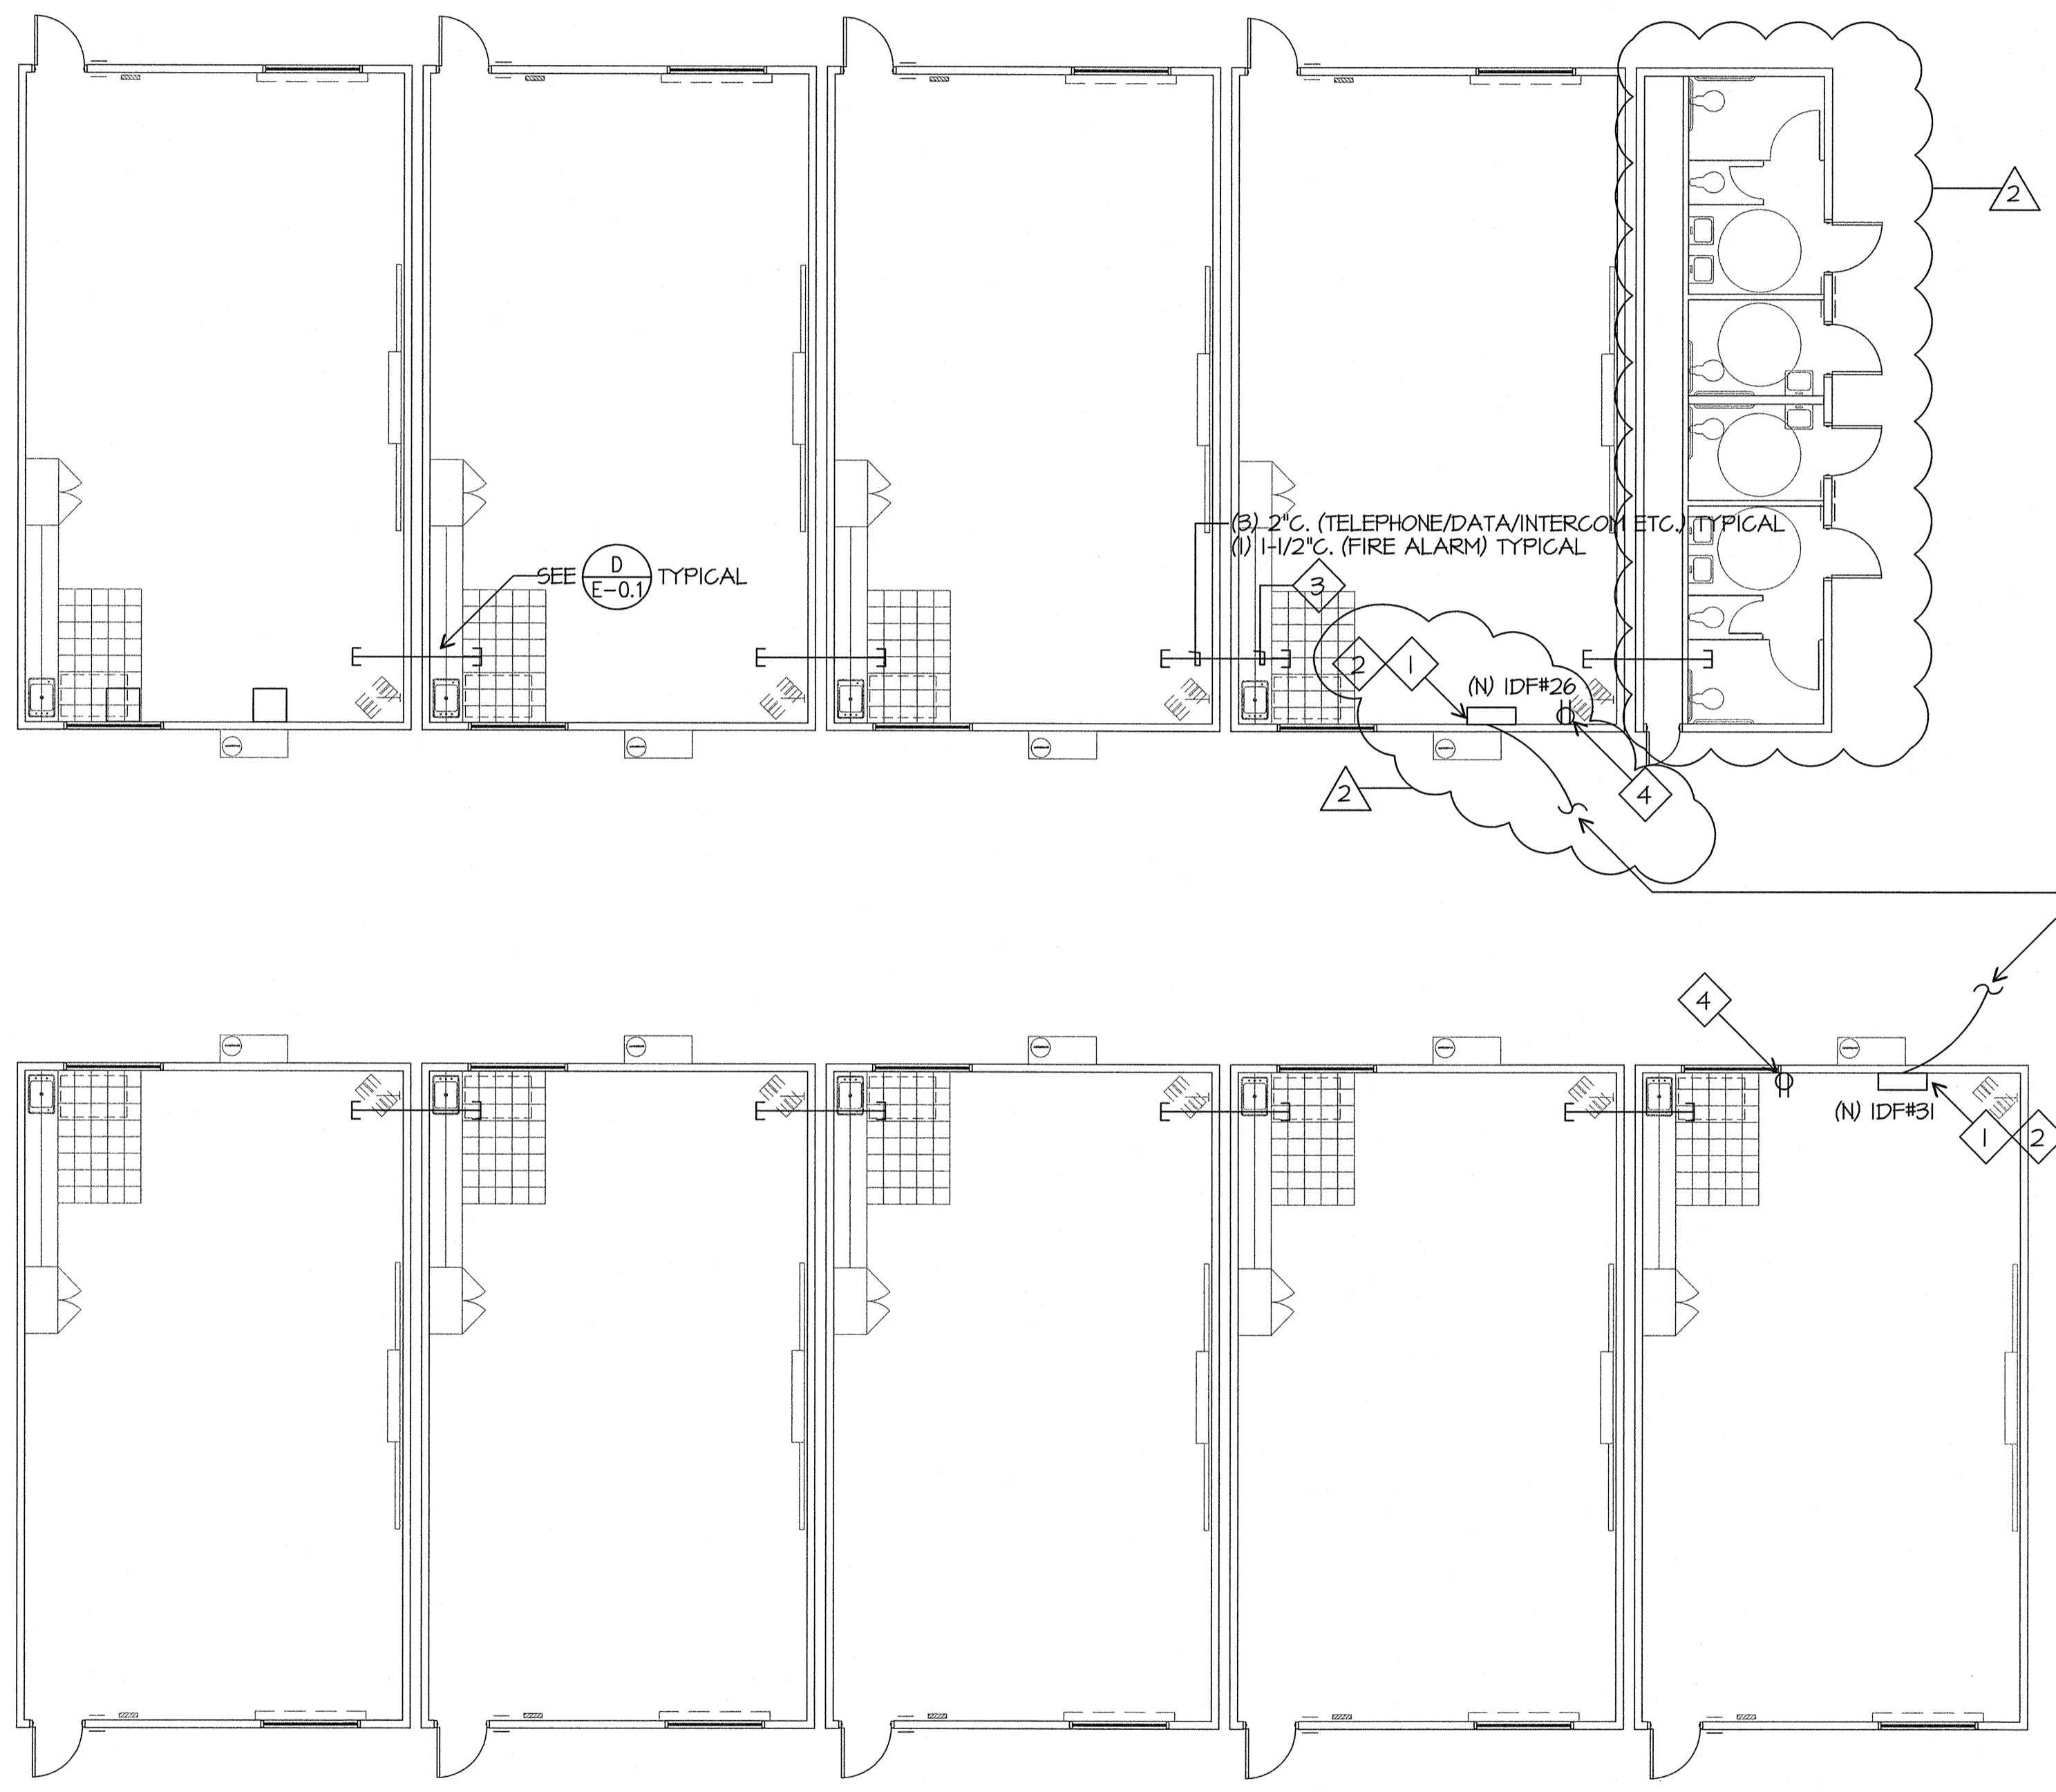 2
(3) 2"C. (TELEPHONE/DATA/INTERCOM ETC.) TYPICAL
(1) 1-1/2"C. (FIRE ALARM) TYPICAL
SEE D/E-0.1 TYPICAL
3
2 1
(N) IDF#26
2
4
4
(N) IDF#31
1 2